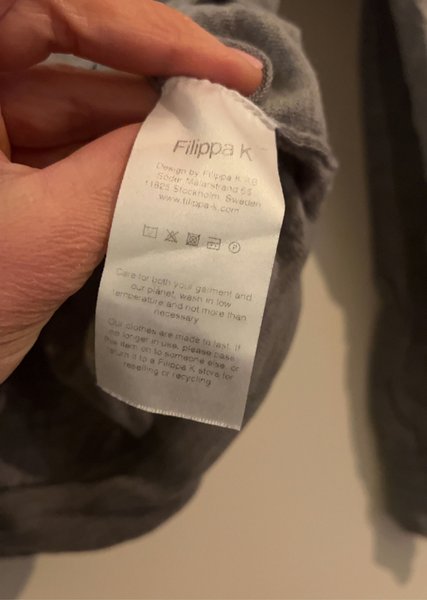 Filippa K
Design by Filippa K AB
Söder Mälarstrand 65
11825 Stockholm, Sweden
www.filippa-k.com
Care for both your garment and
our planet, wash in low
temperature and not more than
necessary
Our clothes are made to last. If
no longer in use, please pass
this item on to someone else, or
return it to a Filippa K store for
reselling or recycling